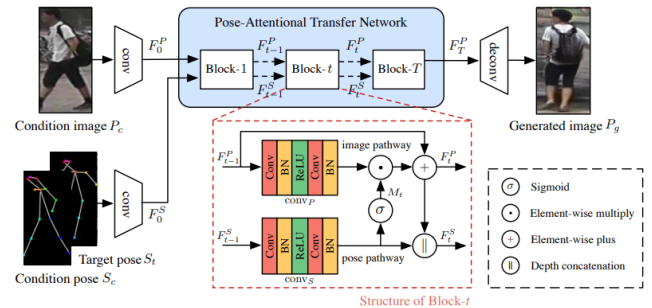 Pose-Attentional Transfer Network
conv
F_0^P
Block-1
F_{t-1}^P
F_{t-1}^S
Block-t
F_t^P
F_t^S
Block-T
F_T^P
deconv
Condition image P_c
Generated image P_g
conv
F_0^S
Target pose S_t
Condition pose S_c
F_{t-1}^P
Conv
BN
ReLU
Conv
BN
conv_P
image pathway
+
F_t^P
M_t
σ
F_{t-1}^S
Conv
BN
ReLU
Conv
BN
conv_S
pose pathway
||
F_t^S
Structure of Block-t
σ Sigmoid
· Element-wise multiply
+ Element-wise plus
|| Depth concatenation